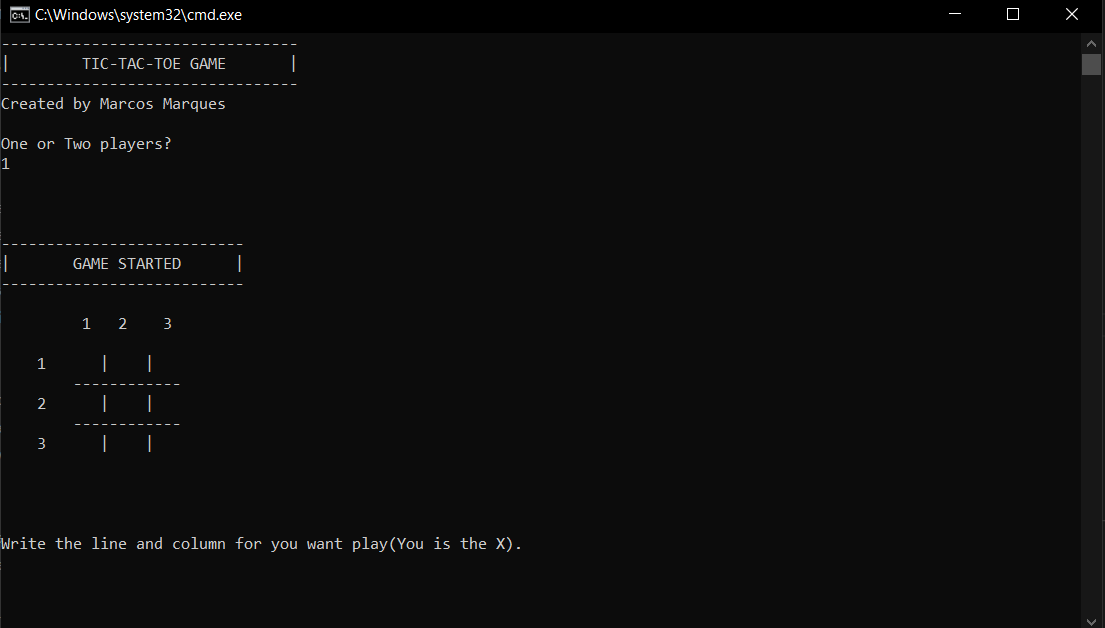 C:\Windows\system32\cmd.exe
---------------------------------
|        TIC-TAC-TOE GAME       |
---------------------------------
Created by Marcos Marques
One or Two players?
1
---------------------------
|       GAME STARTED      |
---------------------------
         1   2    3
    1      |    |
        ------------
    2      |    |
        ------------
    3      |    |
Write the line and column for you want play(You is the X).